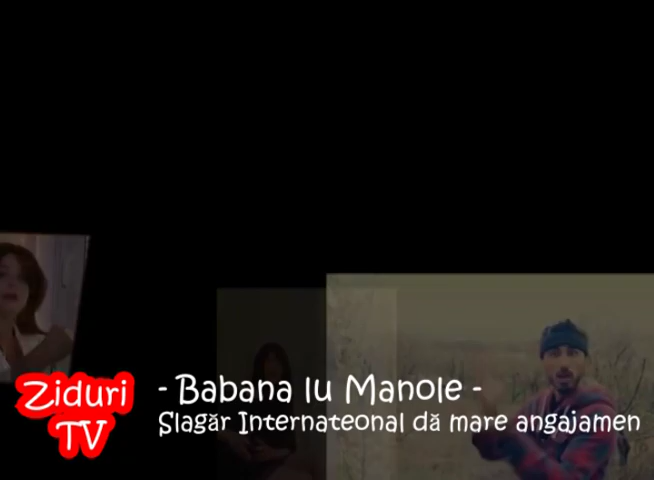 Ziduri
TV
- Babana lu Manole -
Slagăr Internateonal dă mare angajamen